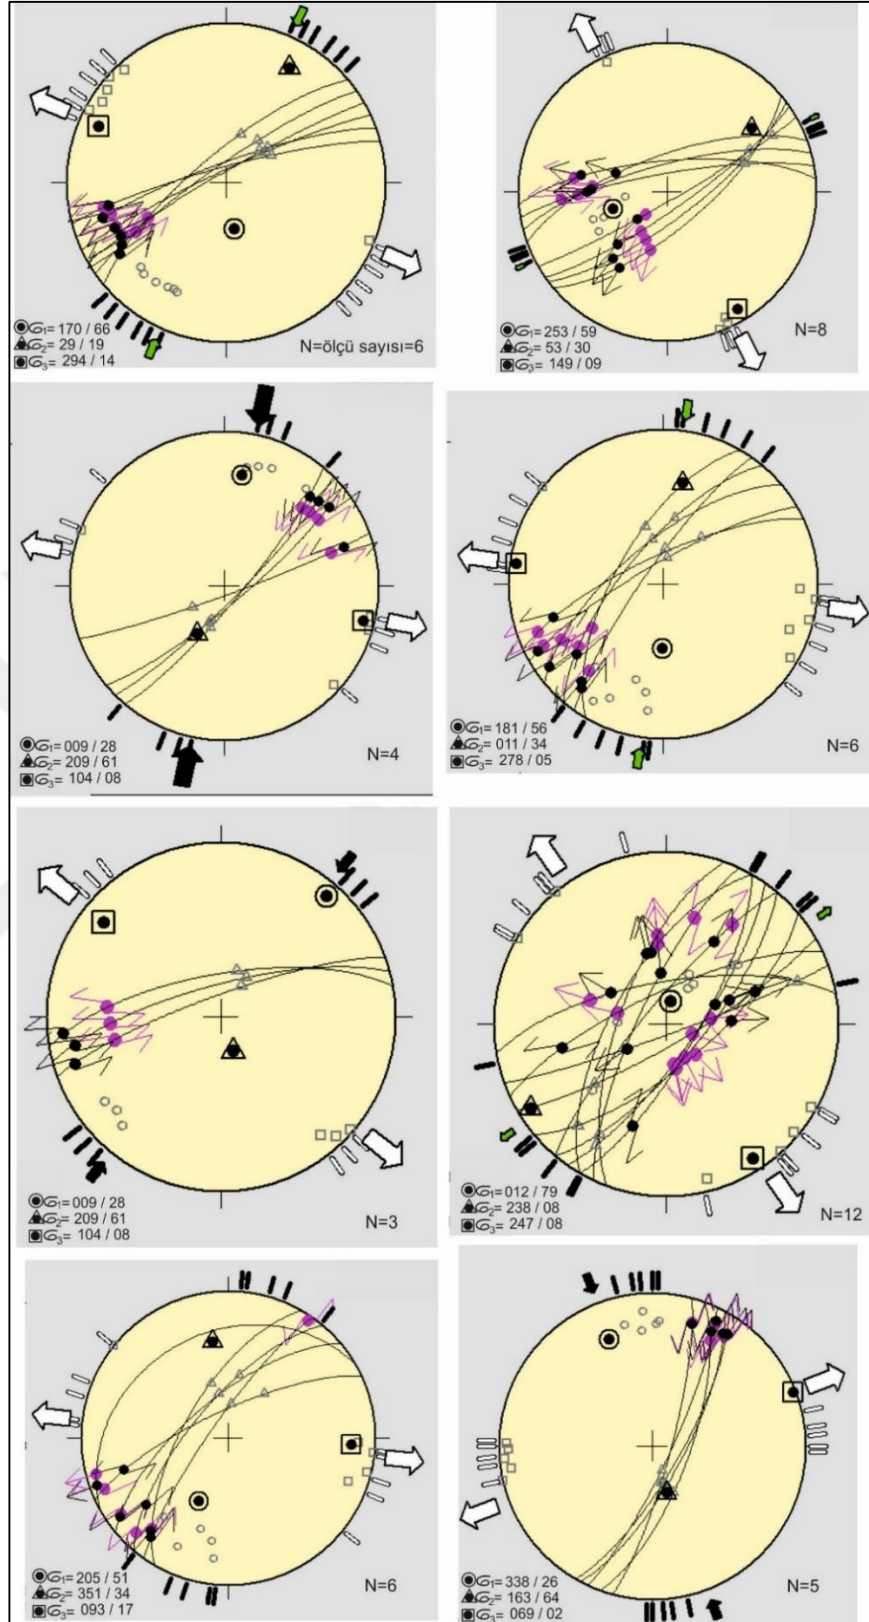 σ1= 170 / 66
σ2= 29 / 19
σ3= 294 / 14
N=ölçü sayısı=6
σ1= 253 / 59
σ2= 53 / 30
σ3= 149 / 09
N=8
σ1= 009 / 28
σ2= 209 / 61
σ3= 104 / 08
N=4
σ1= 181 / 56
σ2= 011 / 34
σ3= 278 / 05
N=6
σ1= 009 / 28
σ2= 209 / 61
σ3= 104 / 08
N=3
σ1= 012 / 79
σ2= 238 / 08
σ3= 247 / 08
N=12
σ1= 205 / 51
σ2= 351 / 34
σ3= 093 / 17
N=6
σ1= 338 / 26
σ2= 163 / 64
σ3= 069 / 02
N=5